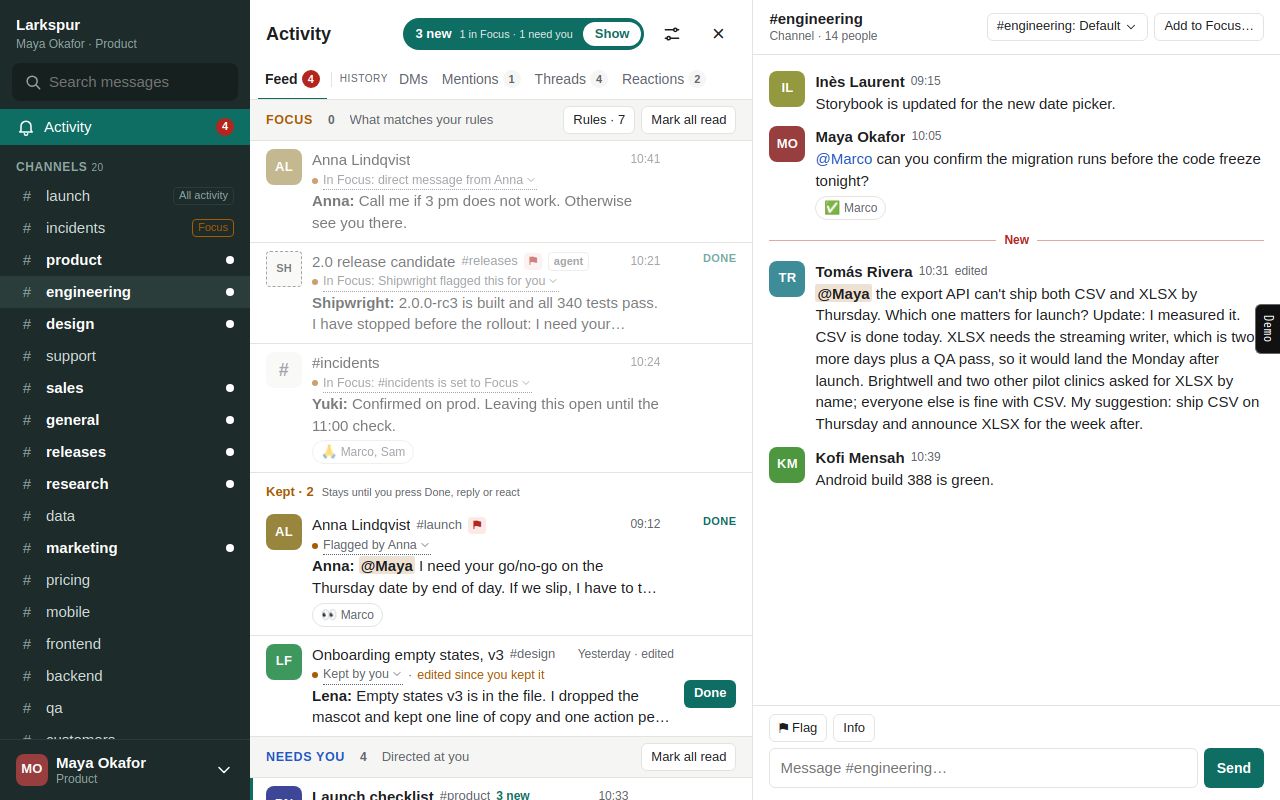 Larkspur
Maya Okafor · Product
Search messages
Activity 4
CHANNELS 20
# launch All activity
# incidents Focus
# product
# engineering
# design
# support
# sales
# general
# releases
# research
# data
# marketing
# pricing
# mobile
# frontend
# backend
# qa
# customers
MO Maya Okafor
Product
Activity
3 new 1 in Focus · 1 need you Show
Feed 4 HISTORY DMs Mentions 1 Threads 4 Reactions 2
FOCUS 0 What matches your rules Rules · 7 Mark all read
AL Anna Lindqvist 10:41
In Focus: direct message from Anna
Anna: Call me if 3 pm does not work. Otherwise
see you there.
SH 2.0 release candidate #releases agent 10:21 DONE
In Focus: Shipwright flagged this for you
Shipwright: 2.0.0-rc3 is built and all 340 tests pass.
I have stopped before the rollout: I need your…
# #incidents 10:24
In Focus: #incidents is set to Focus
Yuki: Confirmed on prod. Leaving this open until the
11:00 check.
🙏 Marco, Sam
Kept · 2 Stays until you press Done, reply or react
AL Anna Lindqvist #launch 09:12 DONE
Flagged by Anna
Anna: @Maya I need your go/no-go on the
Thursday date by end of day. If we slip, I have to t…
👀 Marco
LF Onboarding empty states, v3 #design Yesterday · edited
Kept by you · edited since you kept it
Lena: Empty states v3 is in the file. I dropped the
mascot and kept one line of copy and one action pe…
Done
NEEDS YOU 4 Directed at you Mark all read
Launch checklist #product 3 new 10:33
#engineering
Channel · 14 people
#engineering: Default
Add to Focus…
IL Inès Laurent 09:15
Storybook is updated for the new date picker.
MO Maya Okafor 10:05
@Marco can you confirm the migration runs before the code freeze
tonight?
✅ Marco
New
TR Tomás Rivera 10:31 edited
@Maya the export API can't ship both CSV and XLSX by
Thursday. Which one matters for launch? Update: I measured it.
CSV is done today. XLSX needs the streaming writer, which is two
more days plus a QA pass, so it would land the Monday after
launch. Brightwell and two other pilot clinics asked for XLSX by
name; everyone else is fine with CSV. My suggestion: ship CSV on
Thursday and announce XLSX for the week after.
KM Kofi Mensah 10:39
Android build 388 is green.
Demo
Flag Info
Message #engineering…
Send